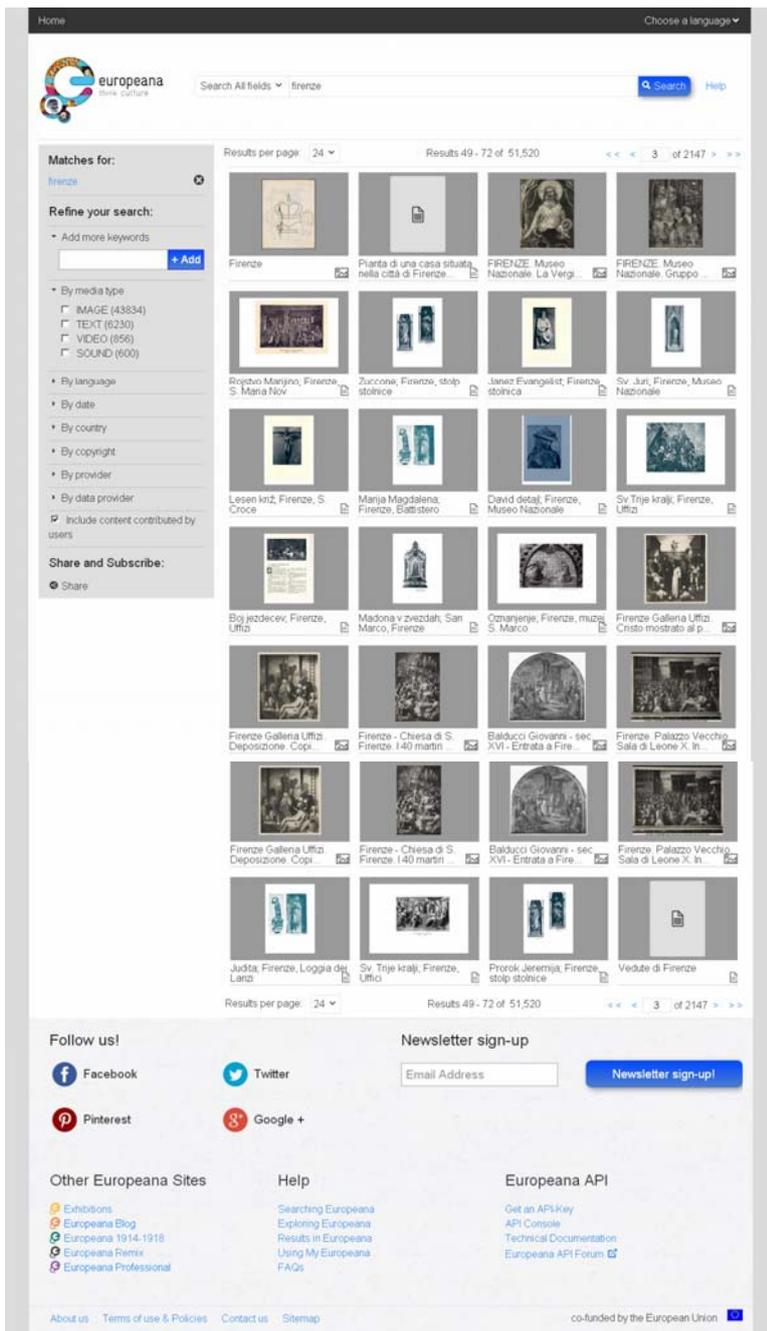 Home Choose a language
europeana
think culture
Search All fields firenze Search Help
Matches for:
firenze
Refine your search:
Add more keywords
+ Add
By media type
IMAGE (43834)
TEXT (6230)
VIDEO (856)
SOUND (600)
By language
By date
By country
By copyright
By provider
By data provider
Include content contributed by
users
Share and Subscribe:
Share
Results per page: 24 Results 49 - 72 of 51,520 << < 3 of 2147 > >>
Firenze
Pianta di una casa situata
nella città di Firenze...
FIRENZE. Museo
Nazionale. La Vergi...
FIRENZE. Museo
Nazionale. Gruppo ...
Rojstvo Marijino; Firenze,
S. Maria Nov
Zuccone; Firenze, stolp
stolnice
Janez Evangelist; Firenze,
stolnica
Sv. Jurij; Firenze, Museo
Nazionale
Lesen križ; Firenze, S.
Croce
Marija Magdalena;
Firenze, Battistero
David detajl; Firenze,
Museo Nazionale
Sv.Trije kralji; Firenze,
Uffizi
Boj jezdecev; Firenze,
Uffizi
Madona v zvezdah; San
Marco, Firenze
Oznanjenje; Firenze, muzej
S. Marco
Firenze Galleria Uffizi.
Cristo mostrato al p...
Firenze Galleria Uffizi.
Deposizione. Copi...
Firenze - Chiesa di S.
Firenze. I 40 martiri ...
Balducci Giovanni - sec.
XVI - Entrata a Fire...
Firenze. Palazzo Vecchio.
Sala di Leone X. In...
Firenze Galleria Uffizi.
Deposizione. Copi...
Firenze - Chiesa di S.
Firenze. I 40 martiri ...
Balducci Giovanni - sec.
XVI - Entrata a Fire...
Firenze. Palazzo Vecchio.
Sala di Leone X. In...
Judita; Firenze, Loggia dei
Lanzi
Sv. Trije kralji; Firenze,
Uffici
Prorok Jeremija; Firenze,
stolp stolnice
Vedute di Firenze
Results per page: 24 Results 49 - 72 of 51,520 << < 3 of 2147 > >>
Follow us! Newsletter sign-up
Facebook Twitter Email Address Newsletter sign-up!
Pinterest Google +
Other Europeana Sites
Exhibitions
Europeana Blog
Europeana 1914-1918
Europeana Remix
Europeana Professional
Help
Searching Europeana
Exploring Europeana
Results in Europeana
Using My Europeana
FAQs
Europeana API
Get an API-Key
API Console
Technical Documentation
Europeana API Forum
About us Terms of use & Policies Contact us Sitemap co-funded by the European Union